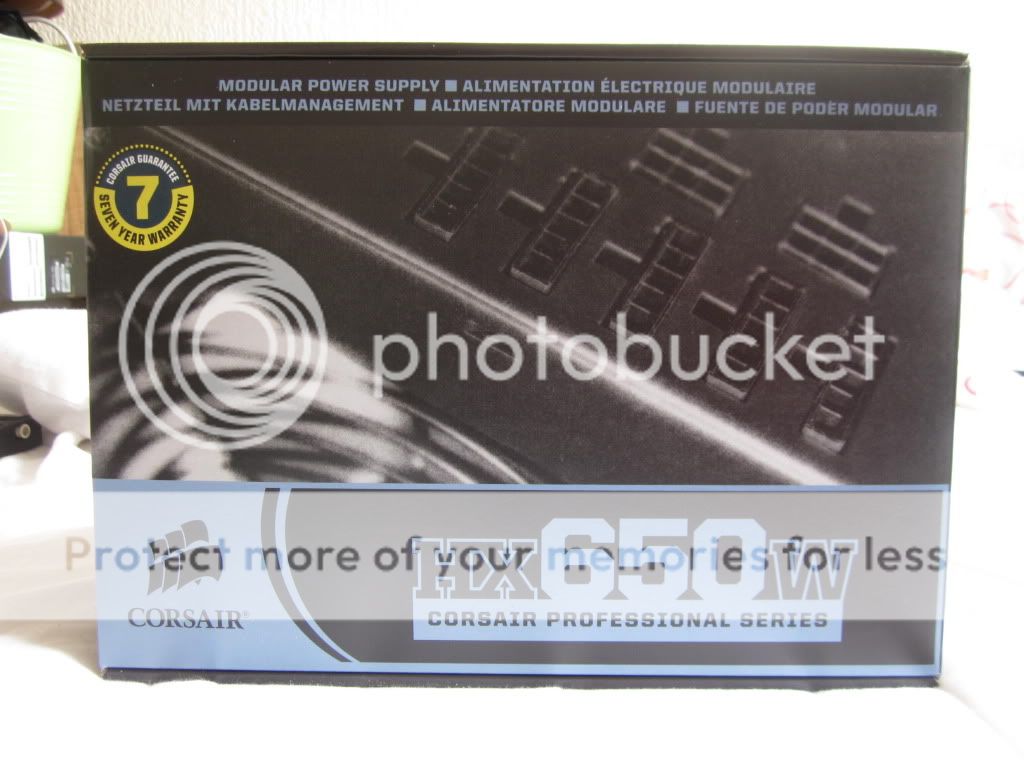 MODULAR POWER SUPPLY ■ ALIMENTATION ÉLECTRIQUE MODULAIRE
NETZTEIL MIT KABELMANAGEMENT ■ ALIMENTATORE MODULARE ■ FUENTE DE PODER MODULAR
CORSAIR GUARANTEE
7
SEVEN YEAR WARRANTY
photobucket
Protect more of your memories for less
HX650W
CORSAIR®
CORSAIR PROFESSIONAL SERIES